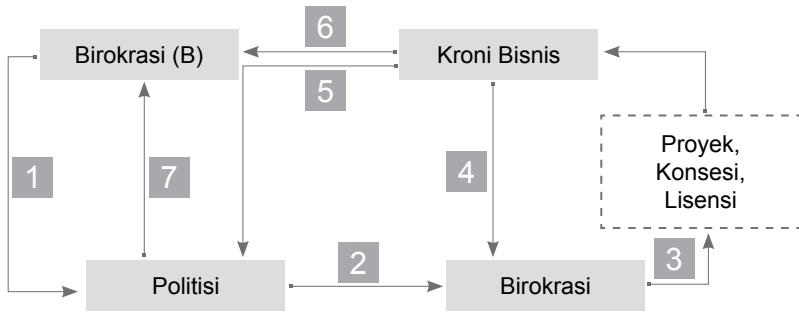 6
Birokrasi (B)
Kroni Bisnis
5
Proyek,
Konsesi,
Lisensi
1
7
4
2
3
Politisi
Birokrasi